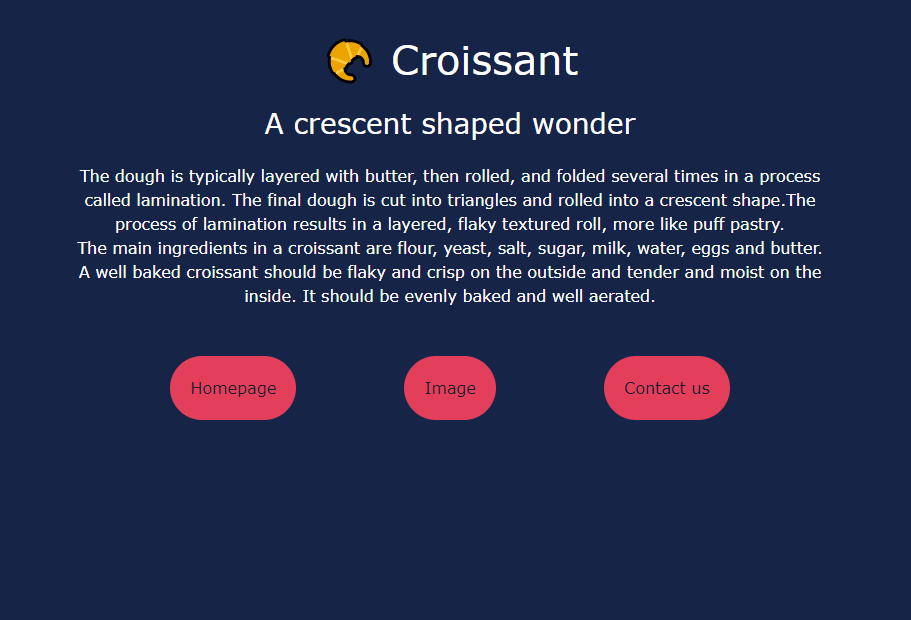 Croissant
A crescent shaped wonder
The dough is typically layered with butter, then rolled, and folded several times in a process
called lamination. The final dough is cut into triangles and rolled into a crescent shape.The
process of lamination results in a layered, flaky textured roll, more like puff pastry.
The main ingredients in a croissant are flour, yeast, salt, sugar, milk, water, eggs and butter.
A well baked croissant should be flaky and crisp on the outside and tender and moist on the
inside. It should be evenly baked and well aerated.
Homepage
Image
Contact us